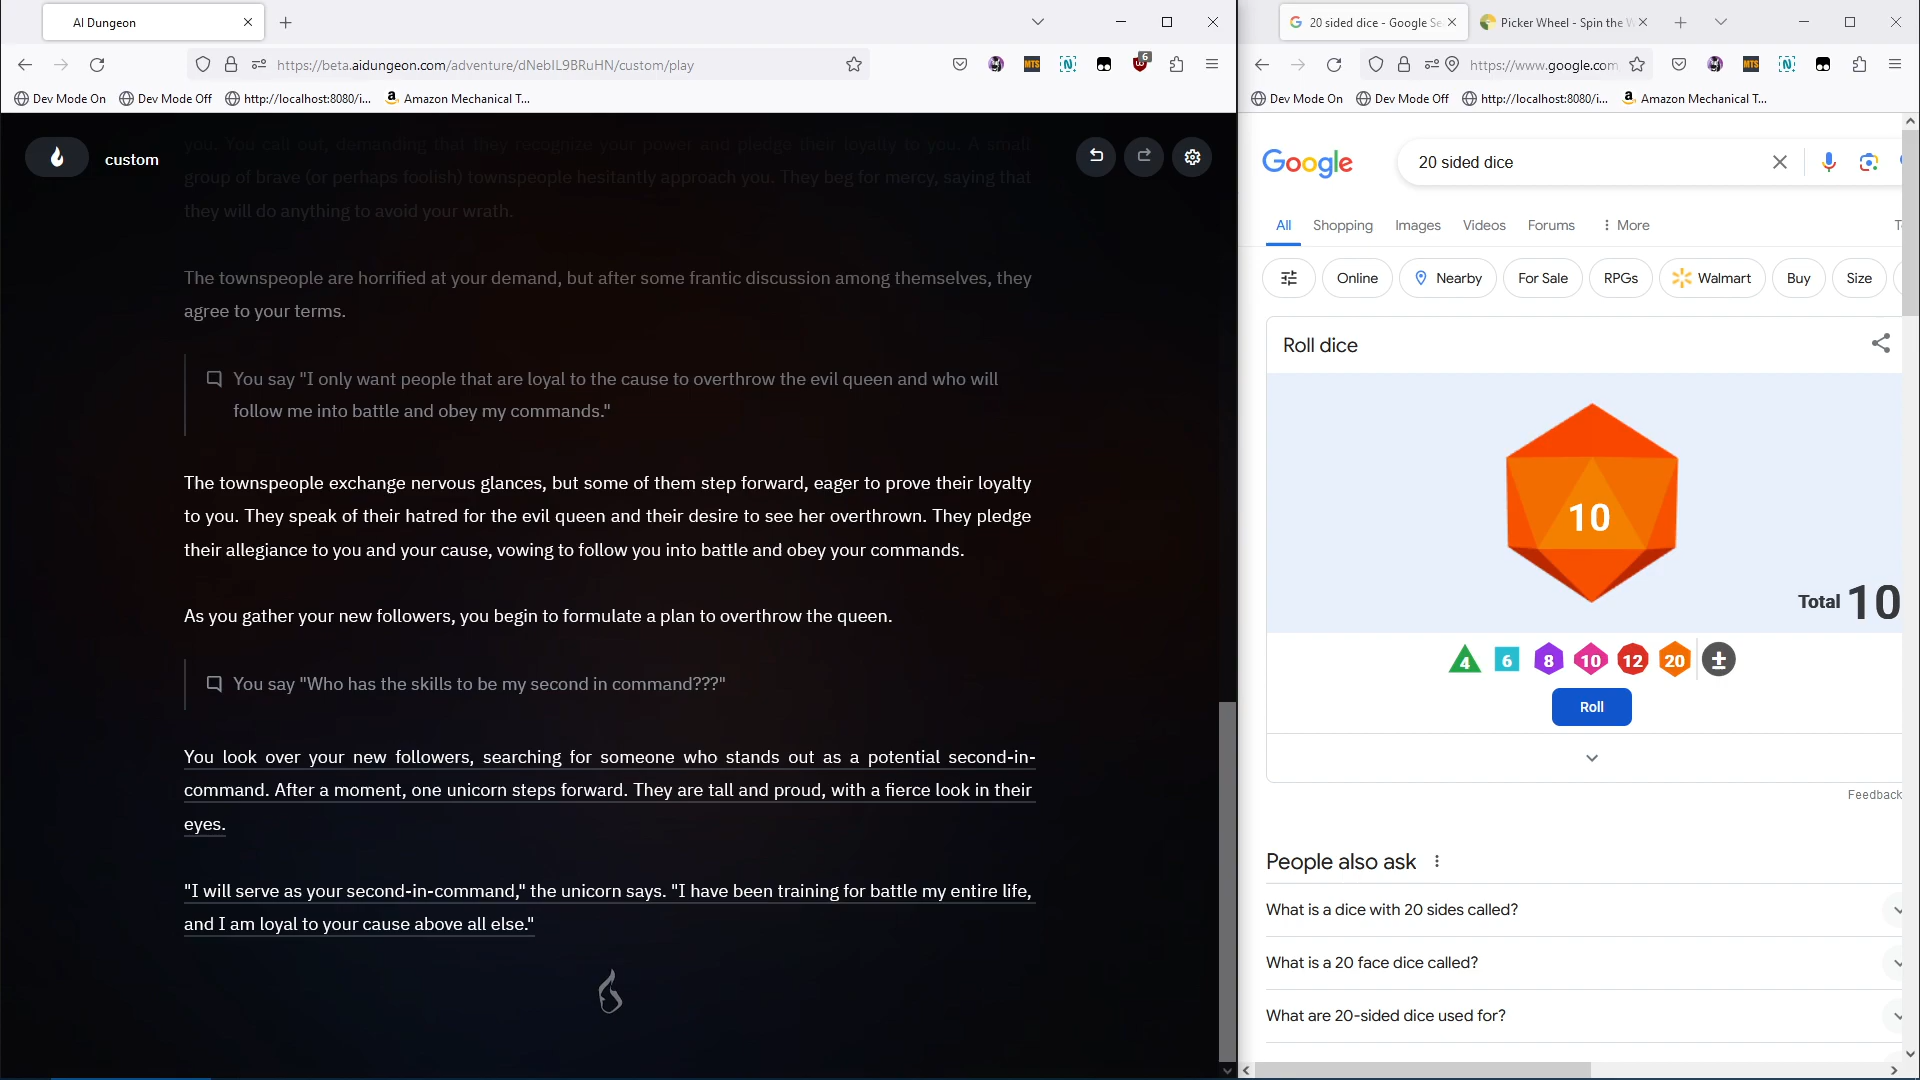 AI Dungeon
https://beta.aidungeon.com/adventure/dNebIL9BRuHN/custom/play
6
MTS
N
Dev Mode On
Dev Mode Off
http://localhost:8080/i...
Amazon Mechanical T...
custom
you. You call out, demanding that they recognize your power and pledge their loyalty to you. A small
group of brave (or perhaps foolish) townspeople hesitantly approach you. They beg for mercy, saying that
they will do anything to avoid your wrath.
The townspeople are horrified at your demand, but after some frantic discussion among themselves, they
agree to your terms.
You say "I only want people that are loyal to the cause to overthrow the evil queen and who will
follow me into battle and obey my commands."
The townspeople exchange nervous glances, but some of them step forward, eager to prove their loyalty
to you. They speak of their hatred for the evil queen and their desire to see her overthrown. They pledge
their allegiance to you and your cause, vowing to follow you into battle and obey your commands.
As you gather your new followers, you begin to formulate a plan to overthrow the queen.
You say "Who has the skills to be my second in command???"
You look over your new followers, searching for someone who stands out as a potential second-in-
command. After a moment, one unicorn steps forward. They are tall and proud, with a fierce look in their
eyes.
"I will serve as your second-in-command," the unicorn says. "I have been training for battle my entire life,
and I am loyal to your cause above all else."
20 sided dice - Google Se
Picker Wheel - Spin the W
https://www.google.com
MTS
N
Dev Mode On
Dev Mode Off
http://localhost:8080/i...
Amazon Mechanical T...
Google
20 sided dice
All
Shopping
Images
Videos
Forums
More
Online
Nearby
For Sale
RPGs
Walmart
Buy
Size
Roll dice
10
Total 10
4
6
8
10
12
20
±
Roll
Feedback
People also ask
What is a dice with 20 sides called?
What is a 20 face dice called?
What are 20-sided dice used for?